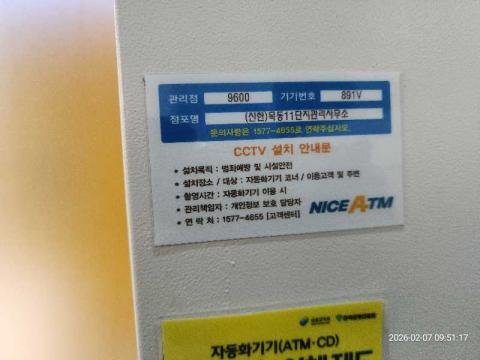 관리점 9600 기기번호 891V
점포명 (신한)목동11단지관리사무소
문의사항은 1577-4655로 연락주십시오.
CCTV 설치 안내문
• 설치목적 : 범죄예방 및 시설안전
• 설치장소 / 대상 : 자동화기기 코너 / 이용고객 및 주변
• 촬영시간 : 자동화기기 이용 시
• 관리책임자 : 개인정보 보호 담당자
• 연 락 처 : 1577-4655 [고객센터]
NICE ATM
자동화기기(ATM·CD)
2026-02-07 09:51:17